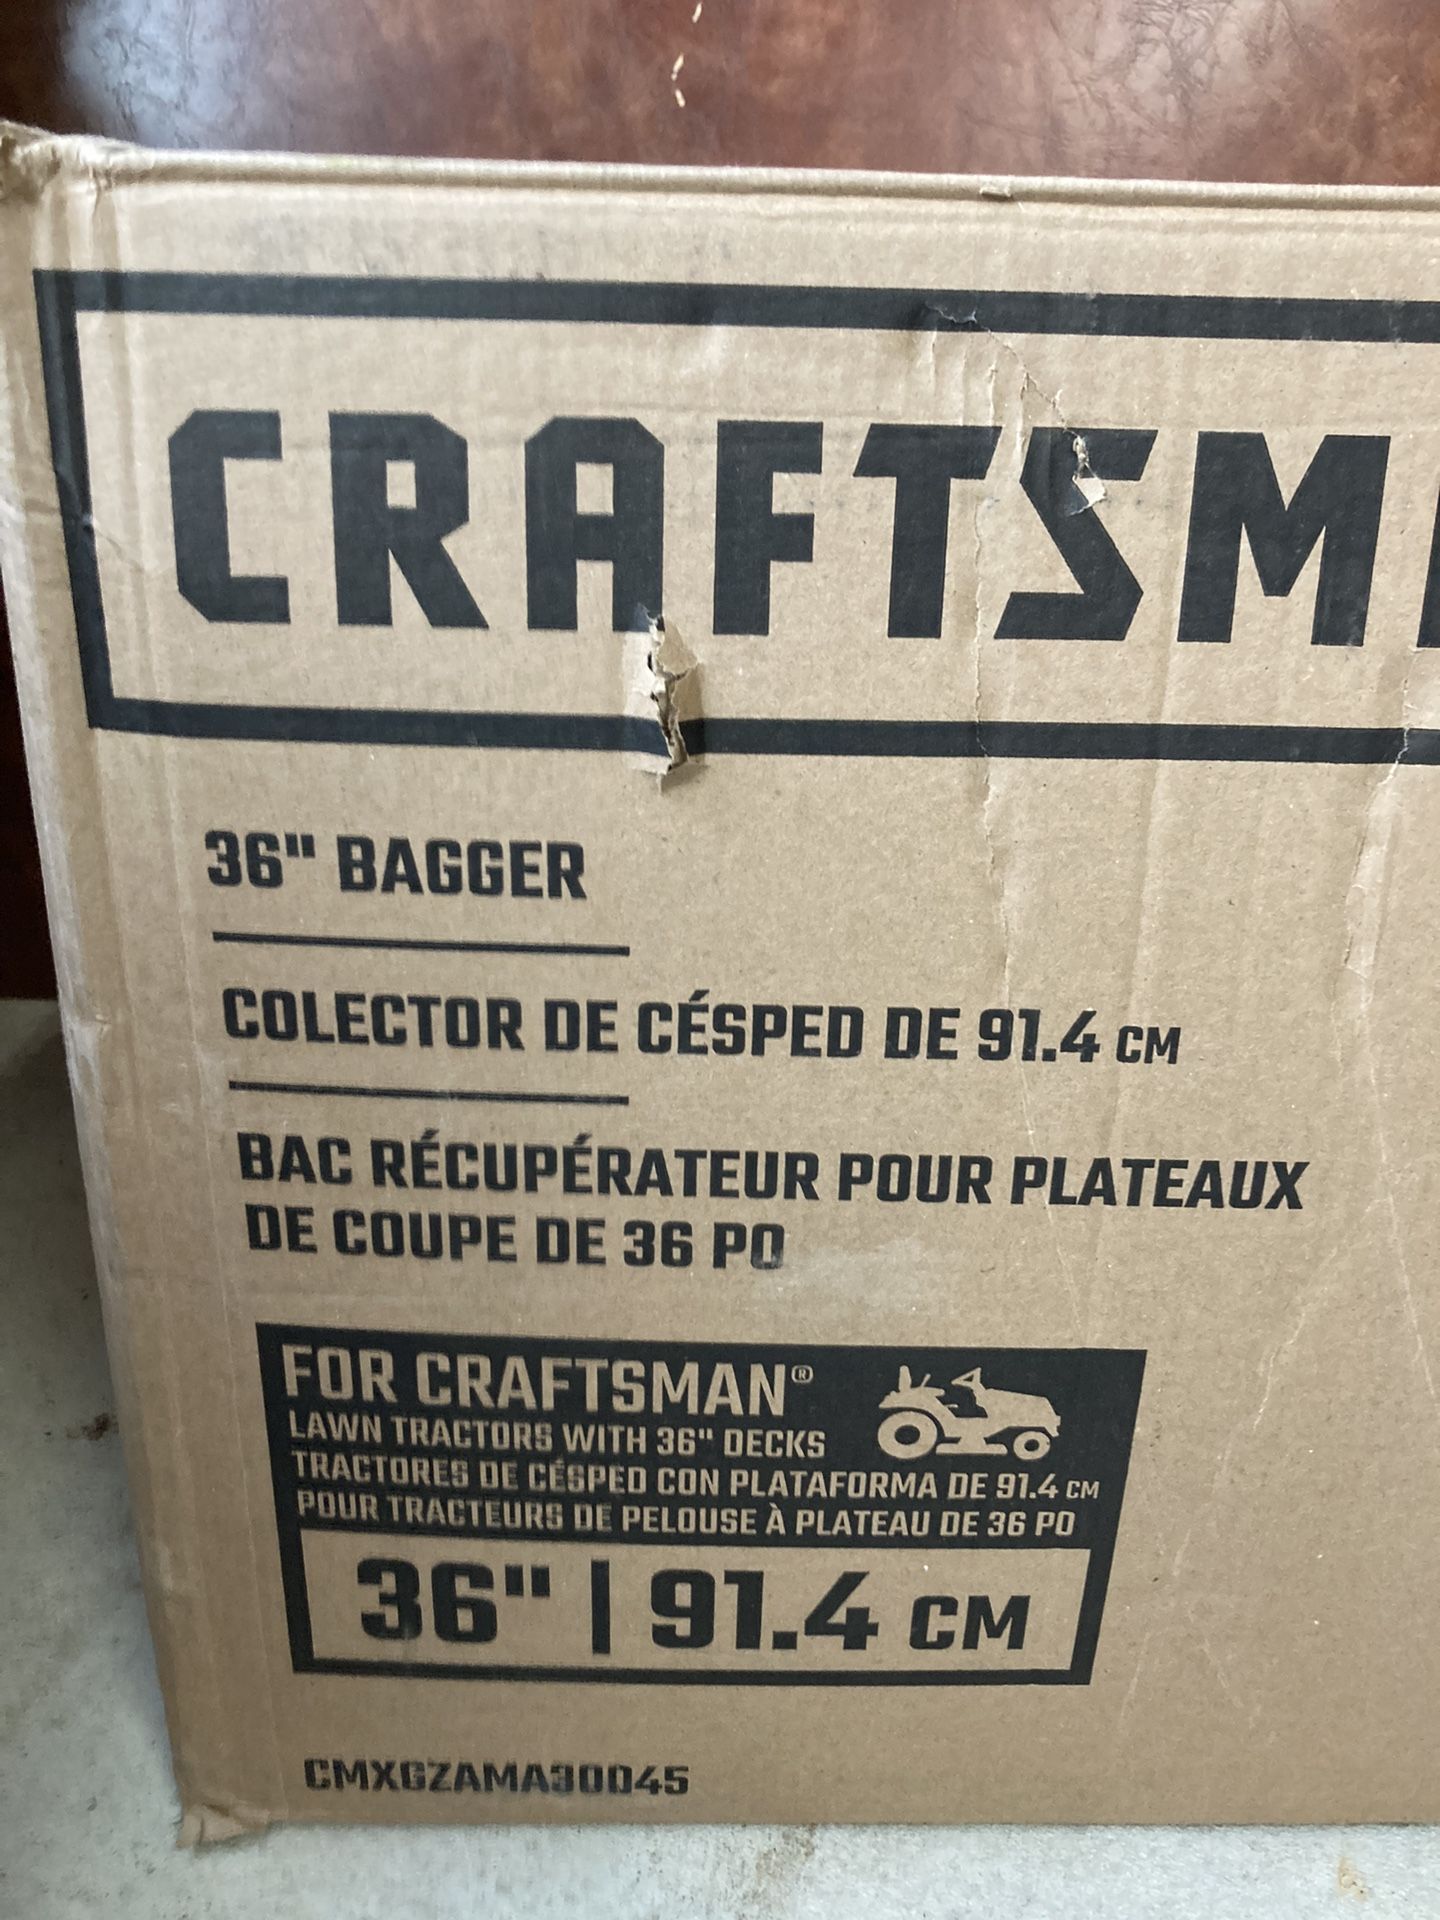 CRAFTSM
36" BAGGER
COLECTOR DE CÉSPED DE 91.4 CM
BAC RÉCUPÉRATEUR POUR PLATEAUX
DE COUPE DE 36 PO
FOR CRAFTSMAN®
LAWN TRACTORS WITH 36" DECKS
TRACTORES DE CÉSPED CON PLATAFORMA DE 91.4 CM
POUR TRACTEURS DE PELOUSE À PLATEAU DE 36 PO
36" | 91.4 CM
CMXGZAMA30045